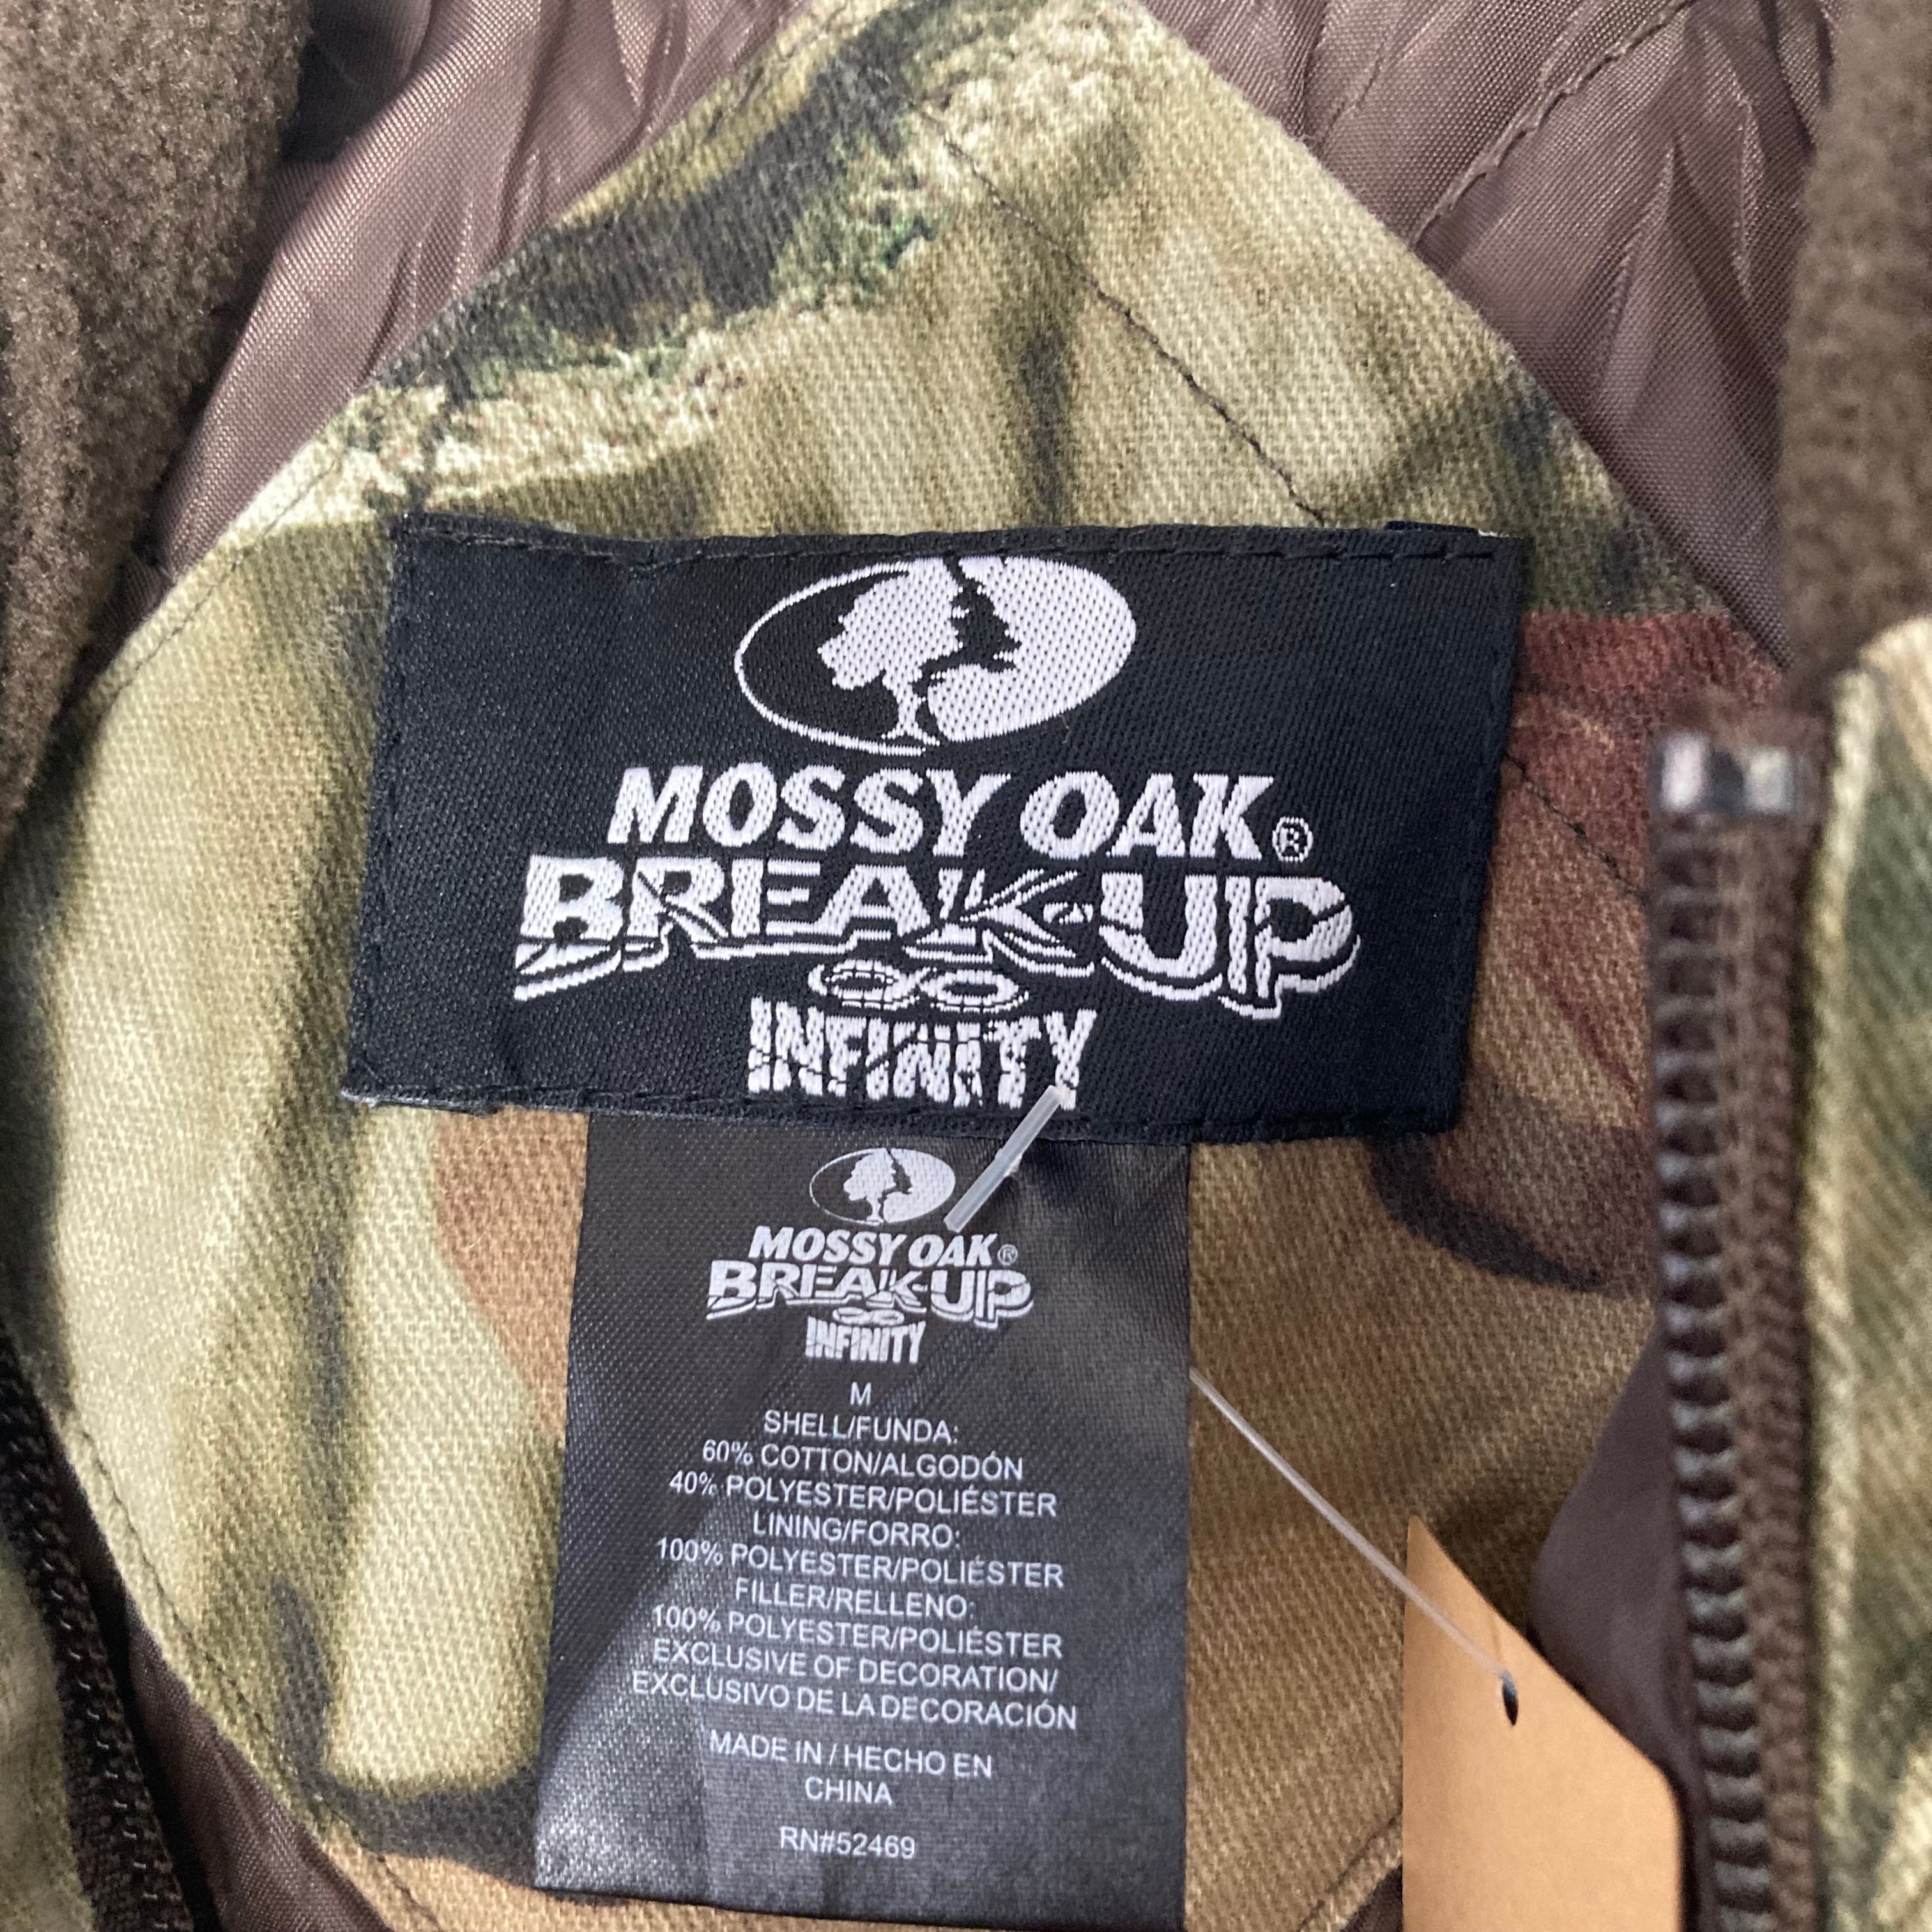 MOSSY OAK®
BREAK-UP
INFINITY
MOSSY OAK®
BREAK-UP
INFINITY
M
SHELL/FUNDA:
60% COTTON/ALGODÓN
40% POLYESTER/POLIÉSTER
LINING/FORRO:
100% POLYESTER/POLIÉSTER
FILLER/RELLENO:
100% POLYESTER/POLIÉSTER
EXCLUSIVE OF DECORATION/
EXCLUSIVO DE LA DECORACIÓN
MADE IN / HECHO EN
CHINA
RN#52469